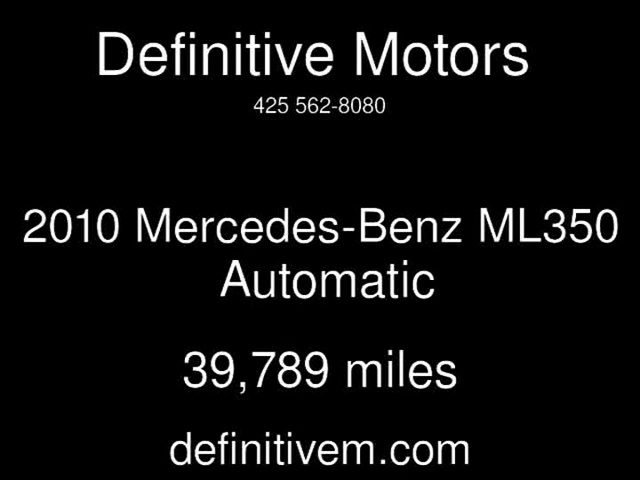 Definitive Motors
425 562-8080
2010 Mercedes-Benz ML350
Automatic
39,789 miles
definitivem.com